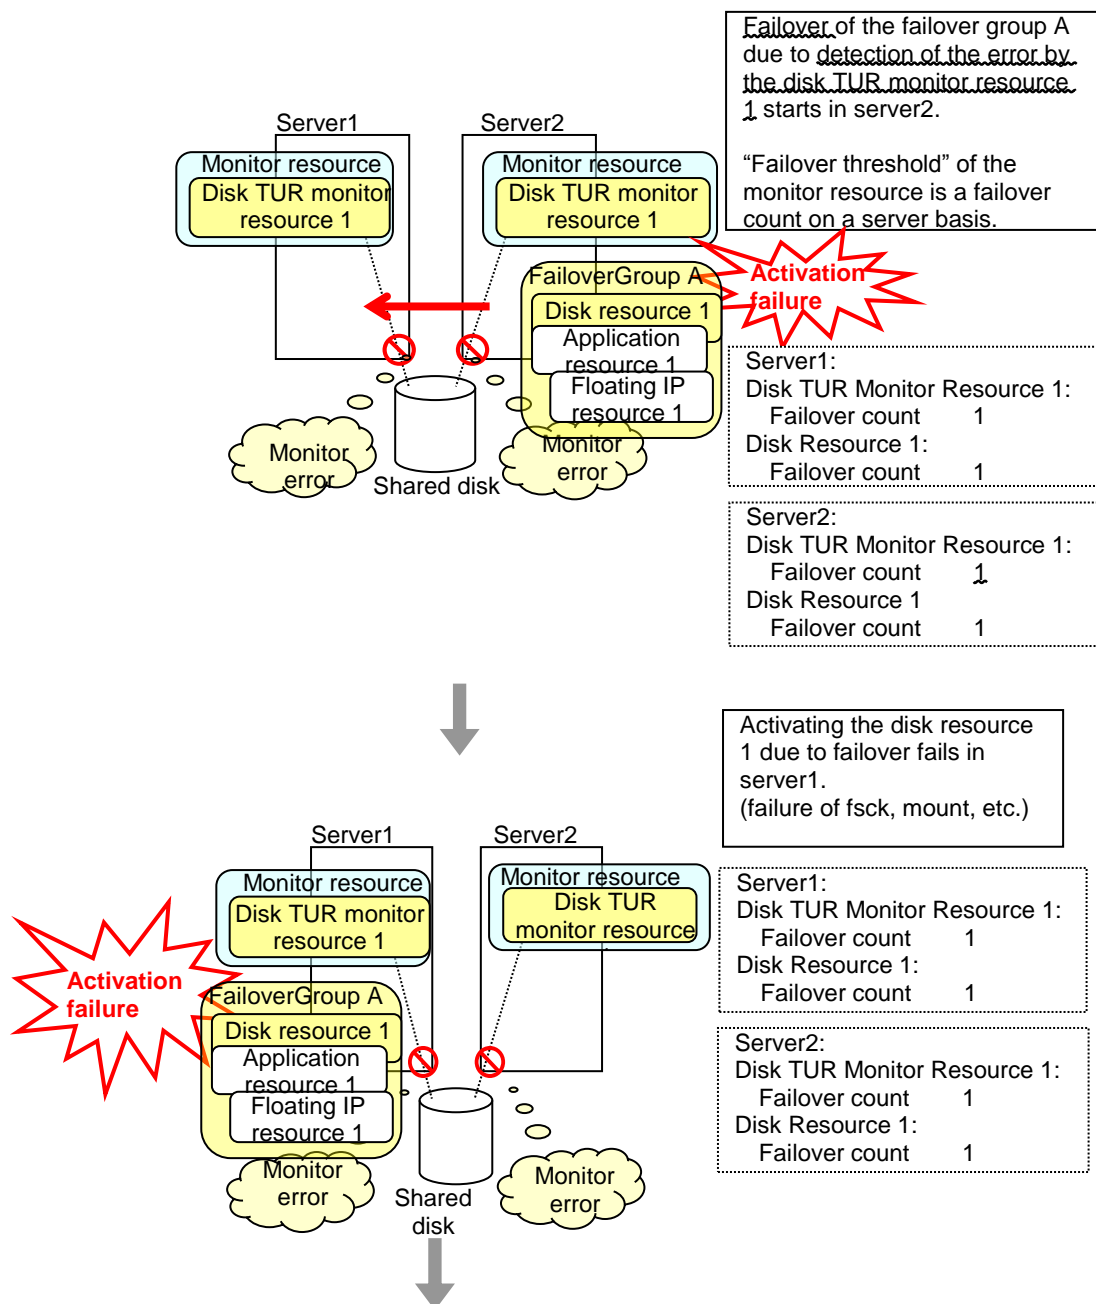 Failover of the failover group A
due to detection of the error by
the disk TUR monitor resource
1 starts in server2.
“Failover threshold” of the
monitor resource is a failover
count on a server basis.
Server1
Server2
Monitor resource
Disk TUR monitor
resource 1
Monitor resource
Disk TUR monitor
resource 1
FailoverGroup A
Disk resource 1
Application
resource 1
Floating IP
resource 1
Activation
failure
Monitor
error
Shared disk
Monitor
error
Server1:
Disk TUR Monitor Resource 1:
Failover count 1
Disk Resource 1:
Failover count 1
Server2:
Disk TUR Monitor Resource 1:
Failover count 1
Disk Resource 1
Failover count 1
Activating the disk resource
1 due to failover fails in
server1.
(failure of fsck, mount, etc.)
Server1
Server2
Monitor resource
Disk TUR monitor
resource 1
Monitor resource
Disk TUR
monitor resource
Activation
failure
FailoverGroup A
Disk resource 1
Application
resource 1
Floating IP
resource 1
Monitor
error
Shared
disk
Monitor
error
Server1:
Disk TUR Monitor Resource 1:
Failover count 1
Disk Resource 1:
Failover count 1
Server2:
Disk TUR Monitor Resource 1:
Failover count 1
Disk Resource 1:
Failover count 1